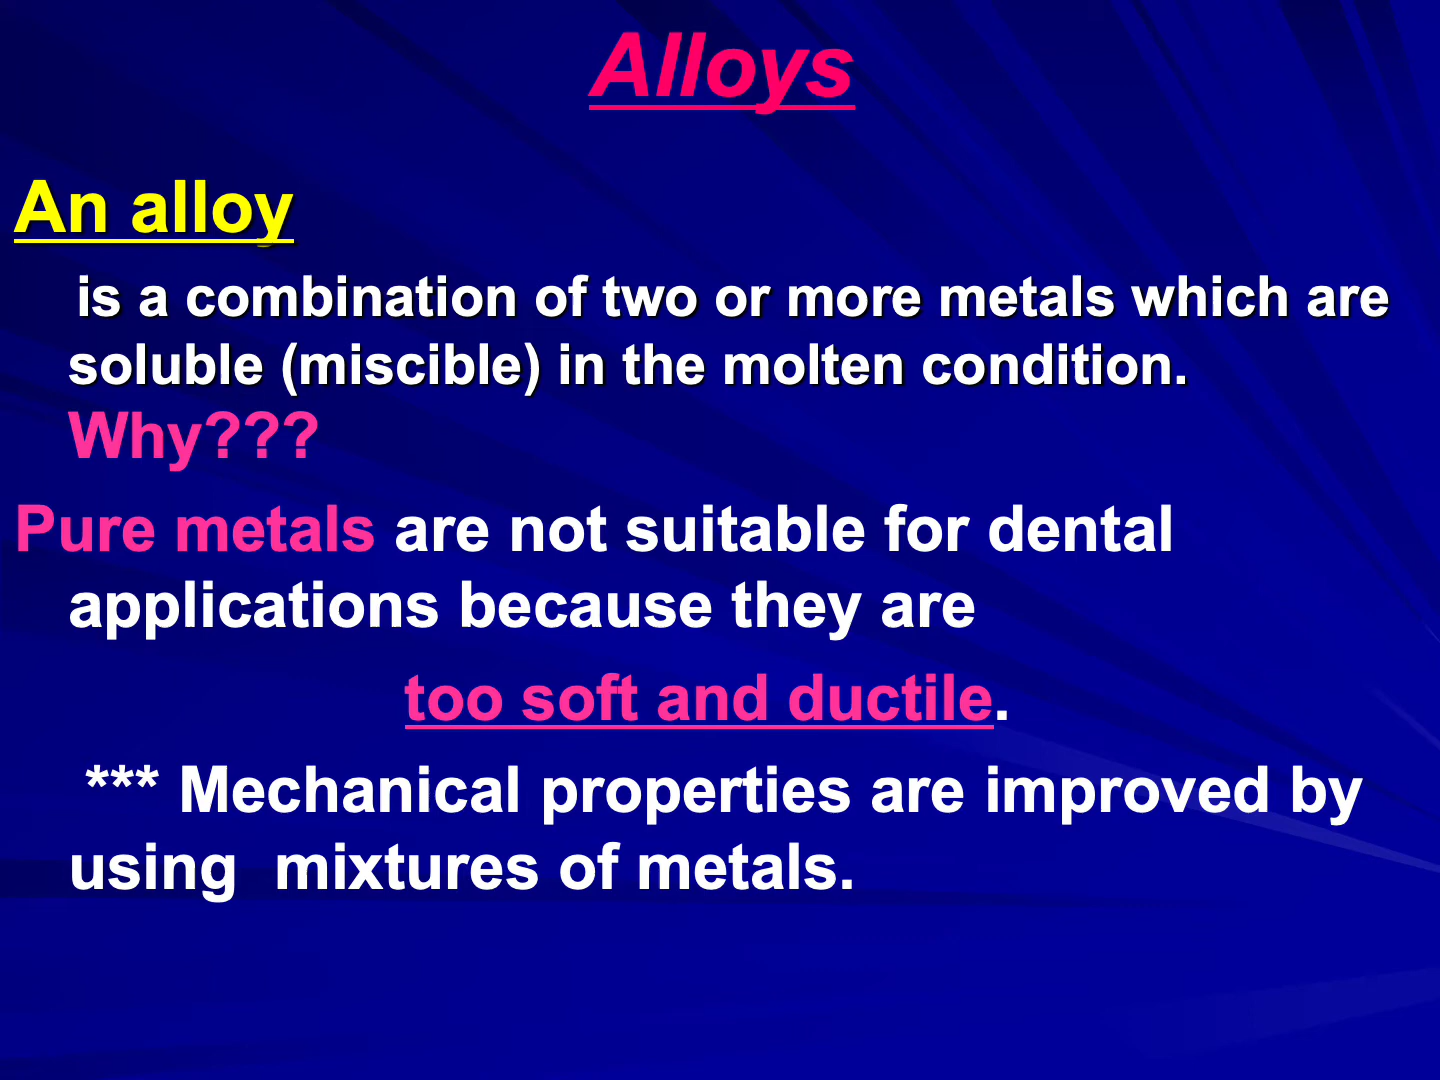 Alloys
An alloy
is a combination of two or more metals which are
soluble (miscible) in the molten condition.
Why???
Pure metals are not suitable for dental
applications because they are
too soft and ductile.
*** Mechanical properties are improved by
using  mixtures of metals.